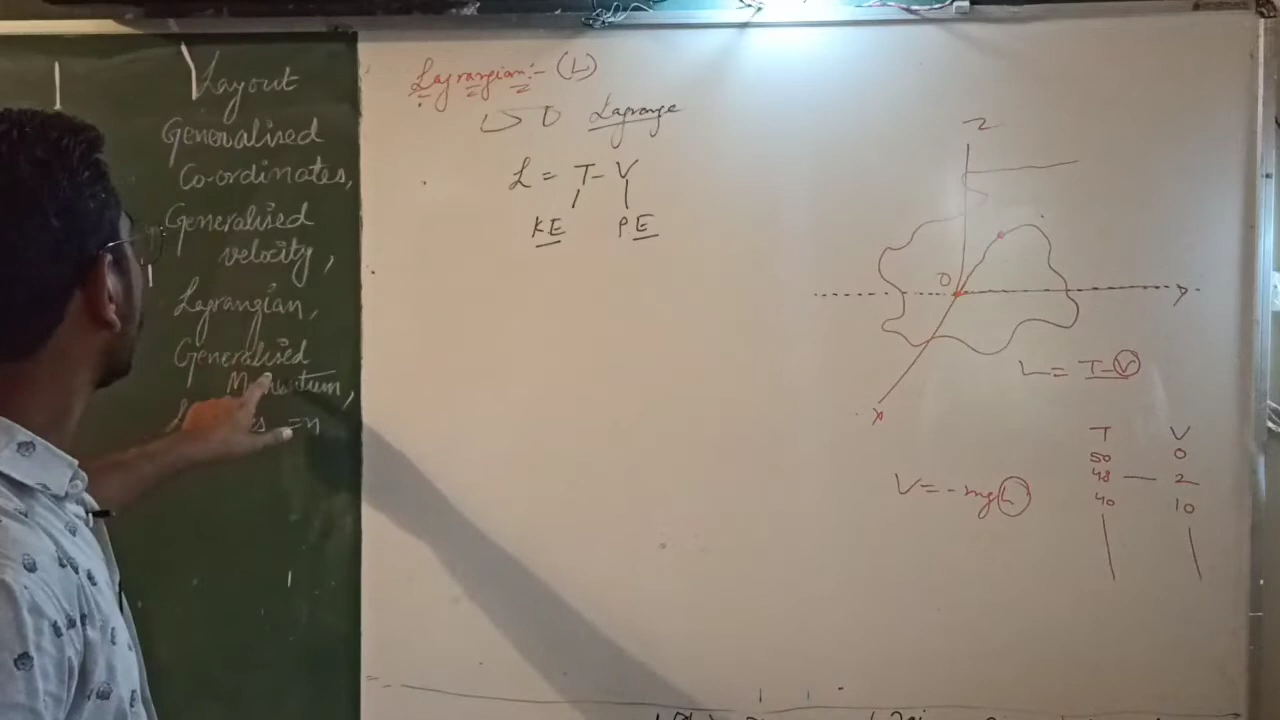 Layout
Generalised
Co-ordinates,
Generalised
velocity,
Lagrangian,
Generalised
Momentum,
=n
Lagrangian:- (L)
Lagrange
L = T-V
KE PE
Z
O
x
L = T-V
V = -mgh
T V
50 0
48 — 2
40 10